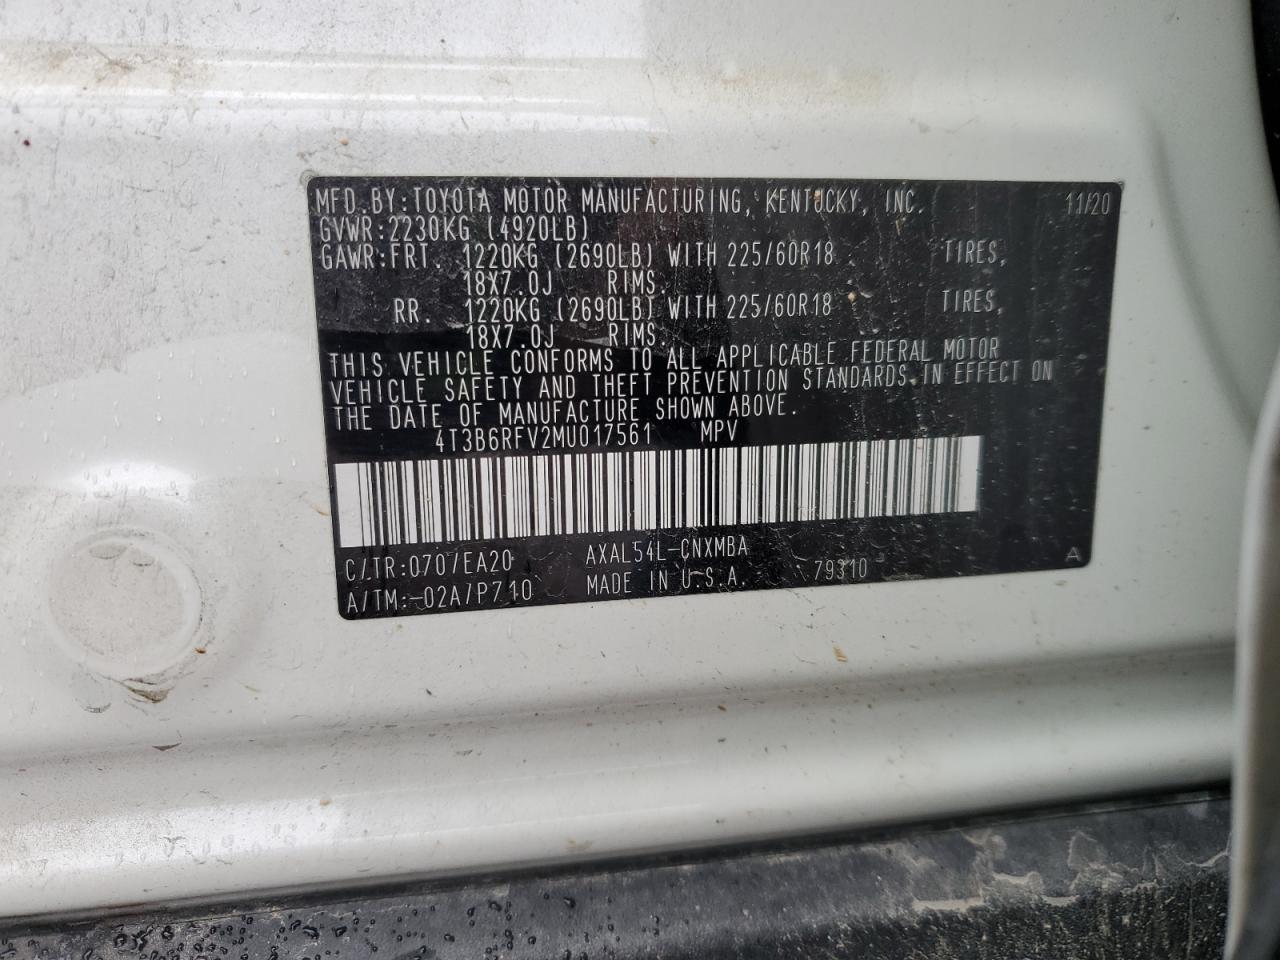 MFD.BY:TOYOTA MOTOR MANUFACTURING, KENTUCKY, INC. 11/20
GVWR:2230KG (4920LB)
GAWR:FRT. 1220KG (2690LB) WITH 225/60R18 TIRES,
18X7.0J RIMS.
RR. 1220KG (2690LB) WITH 225/60R18 TIRES,
18X7.0J RIMS.
THIS VEHICLE CONFORMS TO ALL APPLICABLE FEDERAL MOTOR
VEHICLE SAFETY AND THEFT PREVENTION STANDARDS IN EFFECT ON
THE DATE OF MANUFACTURE SHOWN ABOVE.
4T3B6RFV2MU017561 MPV
C/TR:070/EA20 AXAL54L-CNXMBA
A/TM:-02A/P710 MADE IN U.S.A. 79310 A